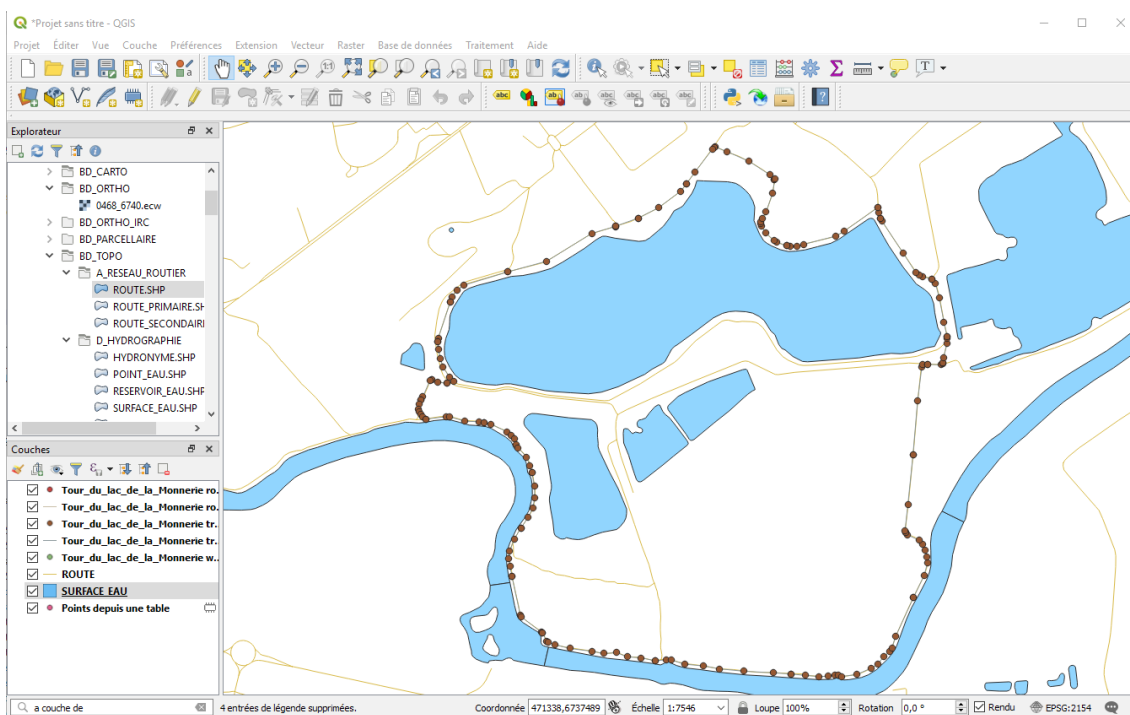 *Projet sans titre - QGIS
Projet Éditer Vue Couche Préférences Extension Vecteur Raster Base de données Traitement Aide
Explorateur
BD_CARTO
BD_ORTHO
0468_6740.ecw
BD_ORTHO_IRC
BD_PARCELLAIRE
BD_TOPO
A_RESEAU_ROUTIER
ROUTE.SHP
ROUTE_PRIMAIRE.SH
ROUTE_SECONDAIRI
D_HYDROGRAPHIE
HYDRONYME.SHP
POINT_EAU.SHP
RESERVOIR_EAU.SHP
SURFACE_EAU.SHP
Couches
Tour_du_lac_de_la_Monnerie ro.
Tour_du_lac_de_la_Monnerie ro.
Tour_du_lac_de_la_Monnerie tr.
Tour_du_lac_de_la_Monnerie tr.
Tour_du_lac_de_la_Monnerie w.
ROUTE
SURFACE_EAU
Points depuis une table
a couche de
4 entrées de légende supprimées. Coordonnée 471338,6737489 Échelle 1:7546 Loupe 100% Rotation 0,0 ° Rendu EPSG:2154